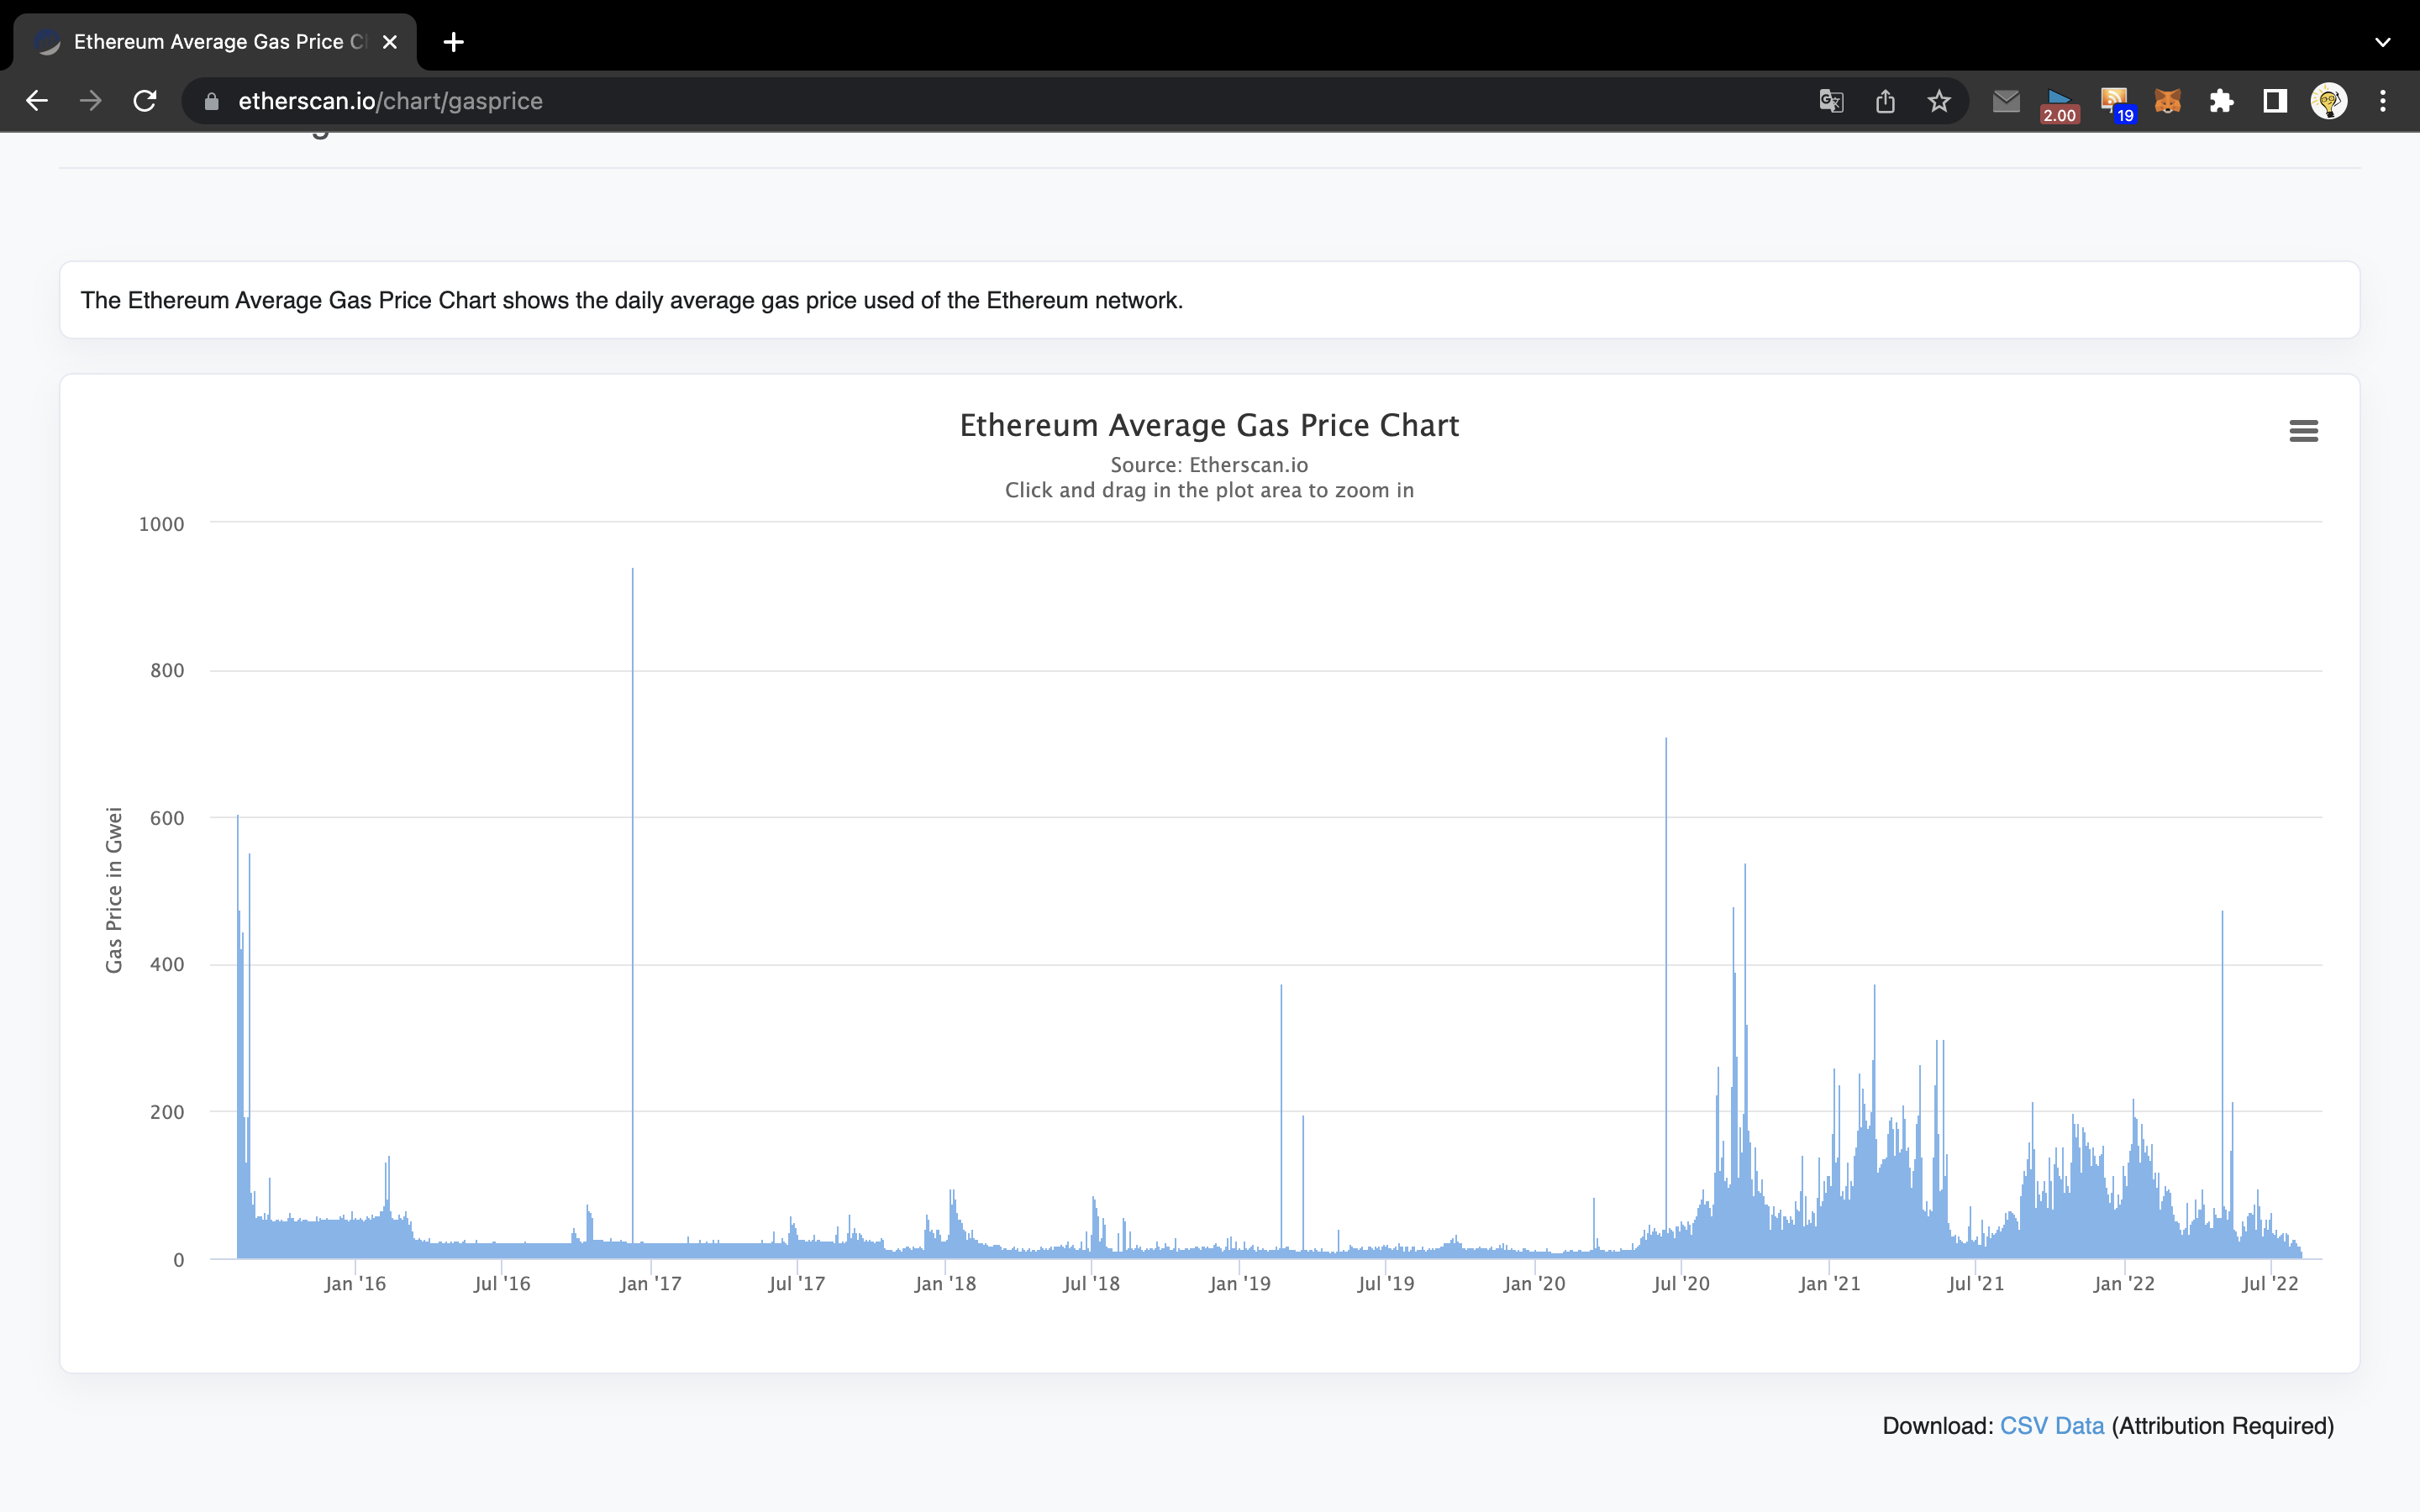 Ethereum Average Gas Price C
etherscan.io/chart/gasprice
2.00
19
The Ethereum Average Gas Price Chart shows the daily average gas price used of the Ethereum network.
Ethereum Average Gas Price Chart
Source: Etherscan.io
Click and drag in the plot area to zoom in
Gas Price in Gwei
1000
800
600
400
200
0
Jan '16
Jul '16
Jan '17
Jul '17
Jan '18
Jul '18
Jan '19
Jul '19
Jan '20
Jul '20
Jan '21
Jul '21
Jan '22
Jul '22
Download: CSV Data (Attribution Required)